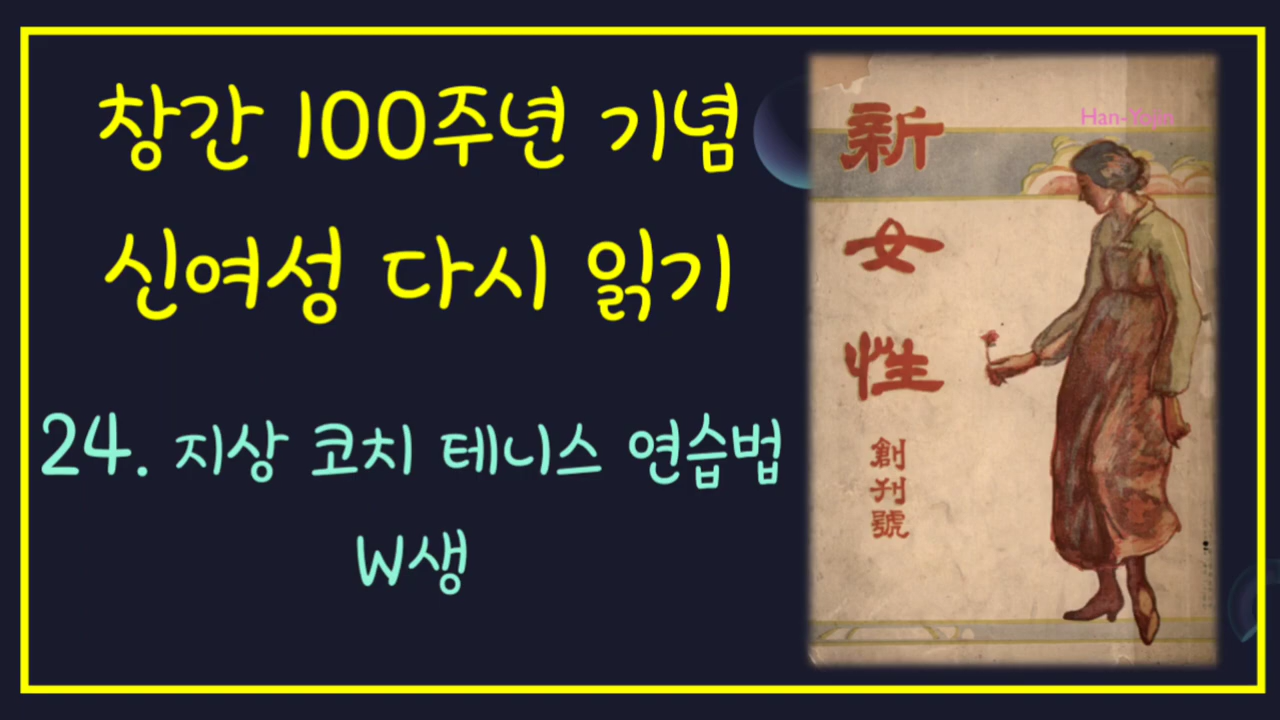 창간 100주년 기념
신여성 다시 읽기
24. 지상 코치 테니스 연습법
W생
新女性
創刊號
Han-Yojin